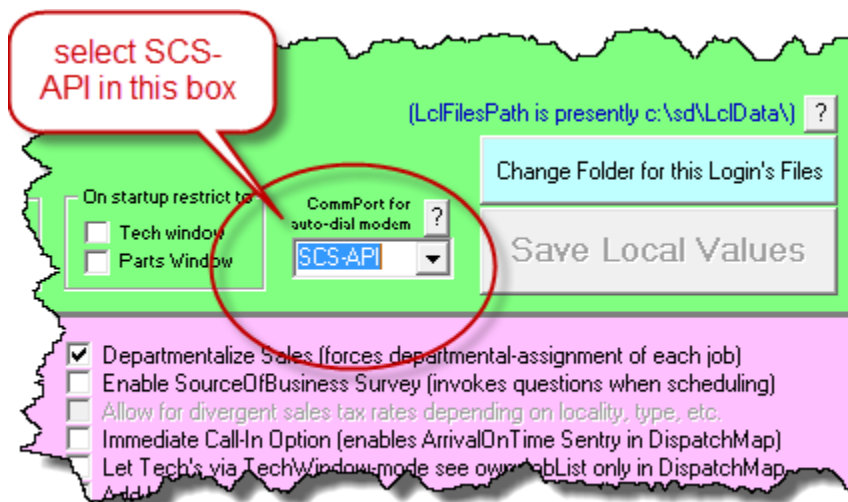 select SCS-
API in this box
(LclFilesPath is presently c:\sd\LclData\) ?
Change Folder for this Login's Files
On startup restrict to
Tech window
Parts Window
CommPort for
auto-dial modem ?
SCS-API
Save Local Values
Departmentalize Sales (forces departmental-assignment of each job)
Enable SourceOfBusiness Survey (invokes questions when scheduling)
Allow for divergent sales tax rates depending on locality, type, etc.
Immediate Call-In Option (enables ArrivalOnTime Sentry in DispatchMap)
Let Tech's via TechWindow-mode see own JobList only in DispatchMap